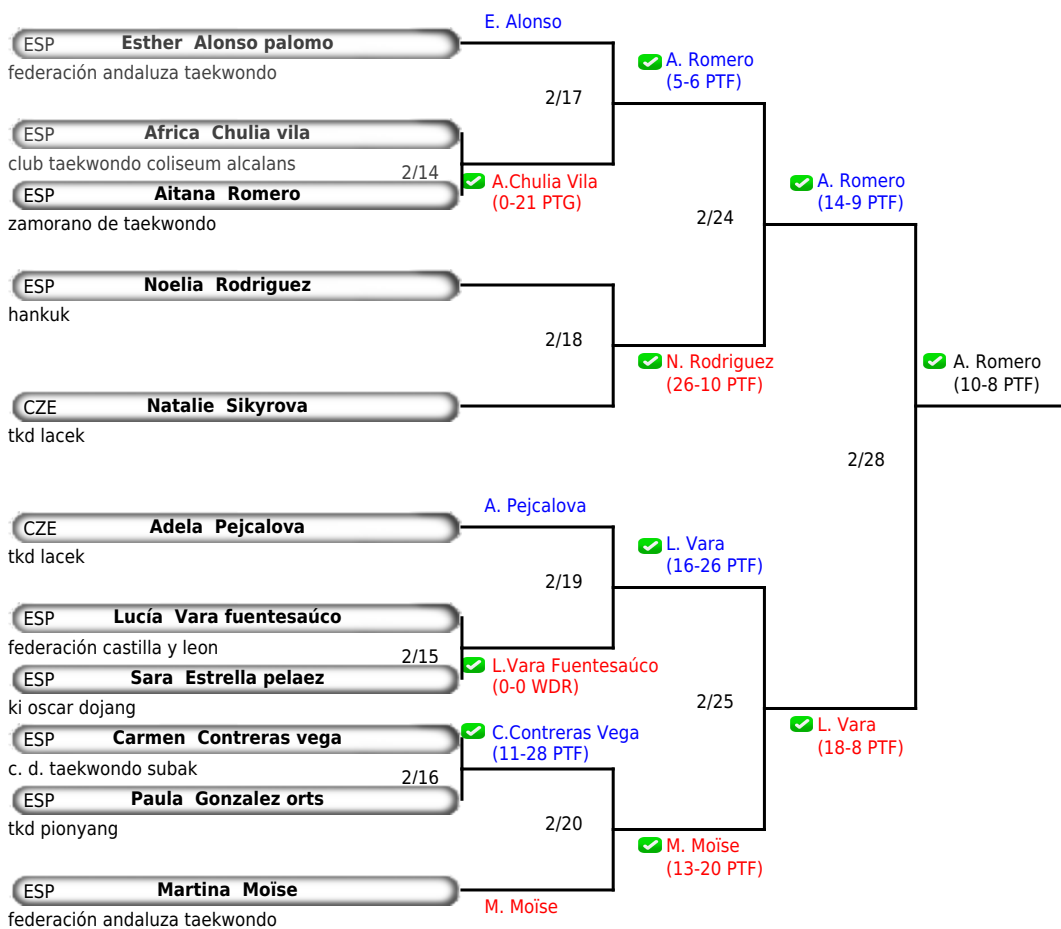 E. Alonso
ESP Esther Alonso palomo
federación andaluza taekwondo
A. Romero
(5-6 PTF)
2/17
ESP Africa Chulia vila
club taekwondo coliseum alcalans
2/14
A.Chulia Vila
(0-21 PTG)
ESP Aitana Romero
zamorano de taekwondo
A. Romero
(14-9 PTF)
2/24
ESP Noelia Rodriguez
hankuk
2/18
N. Rodriguez
(26-10 PTF)
A. Romero
(10-8 PTF)
CZE Natalie Sikyrova
tkd lacek
2/28
A. Pejcalova
CZE Adela Pejcalova
tkd lacek
L. Vara
(16-26 PTF)
2/19
ESP Lucía Vara fuentesaúco
federación castilla y leon
2/15
L.Vara Fuentesaúco
(0-0 WDR)
ESP Sara Estrella pelaez
ki oscar dojang
2/25
ESP Carmen Contreras vega
c. d. taekwondo subak
C.Contreras Vega
(11-28 PTF)
L. Vara
(18-8 PTF)
2/16
ESP Paula Gonzalez orts
tkd pionyang
2/20
M. Moïse
(13-20 PTF)
ESP Martina Moïse
federación andaluza taekwondo
M. Moïse